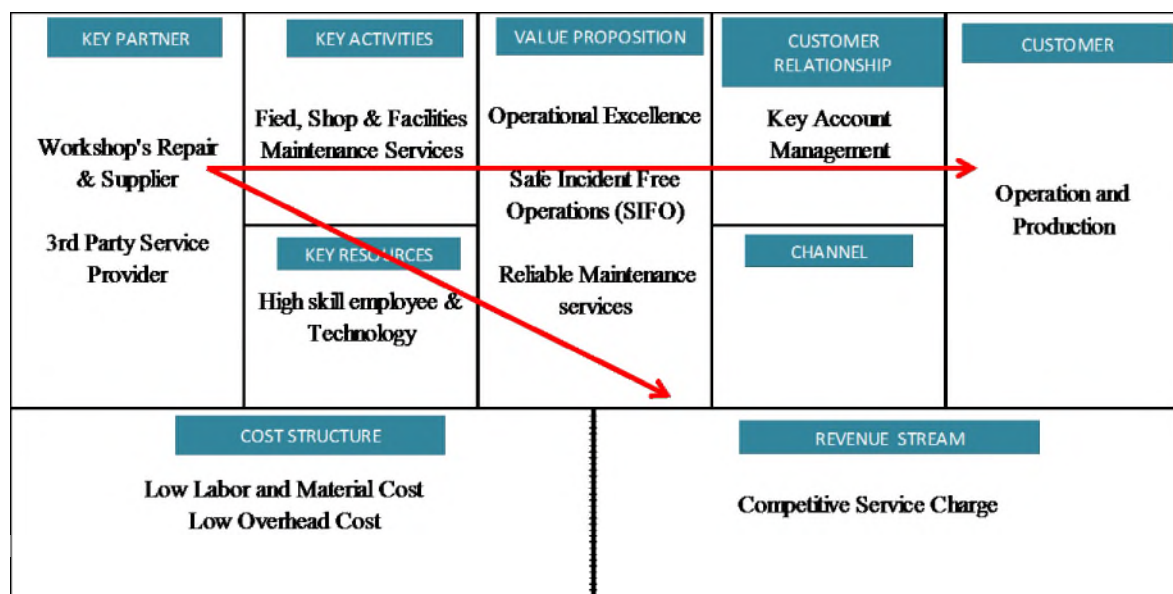 KEY PARTNER
Workshop's Repair
& Supplier
3rd Party Service
Provider
KEY ACTIVITIES
Fied, Shop & Facilities
Maintenance Services
KEY RESOURCES
High skill employee &
Technology
VALUE PROPOSITION
Operational Excellence
Safe Incident Free
Operations (SIFO)
Reliable Maintenance
services
CUSTOMER
RELATIONSHIP
Key Account
Management
CHANNEL
CUSTOMER
Operation and
Production
COST STRUCTURE
Low Labor and Material Cost
Low Overhead Cost
REVENUE STREAM
Competitive Service Charge